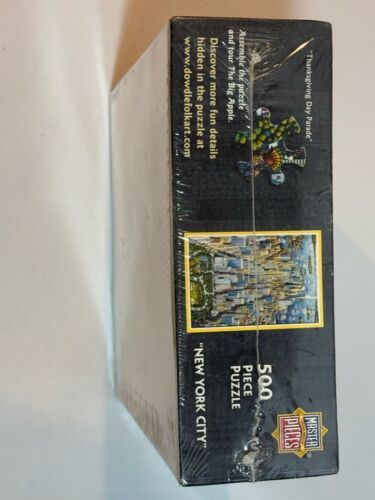 "Thanksgiving Day Parade"
Assemble the puzzle
and tour The Big Apple.
Discover more fun details
hidden in the puzzle at
www.dowdlefolkart.com
500
PIECE
PUZZLE
"NEW YORK CITY"
MASTER
PIECES
®